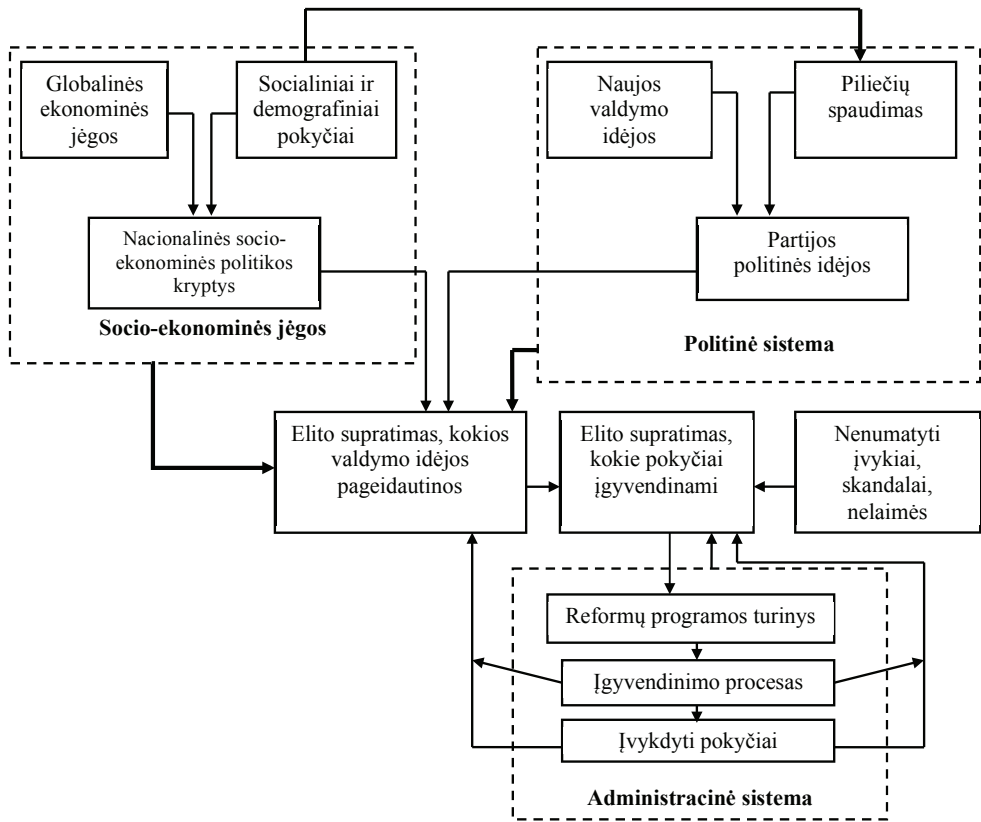 Globalinės
ekonominės
jėgos
Socialiniai ir
demografiniai
pokyčiai
Nacionalinės socio-
ekonominės politikos
kryptys
Socio-ekonominės jėgos
Naujos
valdymo
idėjos
Piliečių
spaudimas
Partijos
politinės idėjos
Politinė sistema
Elito supratimas, kokios
valdymo idėjos
pageidautinos
Elito supratimas,
kokie pokyčiai
įgyvendinami
Nenumatyti
įvykiai,
skandalai,
nelaimės
Reformų programos turinys
Įgyvendinimo procesas
Įvykdyti pokyčiai
Administracinė sistema